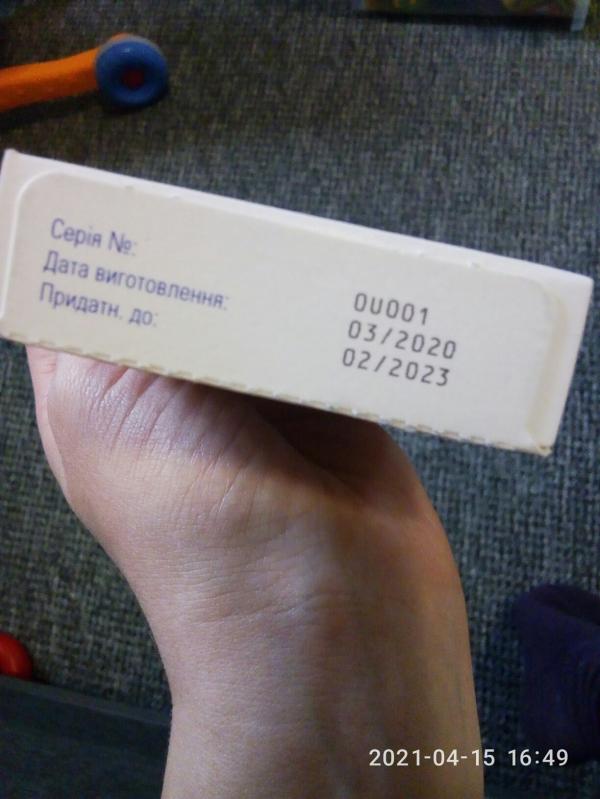 Серія №:
Дата виготовлення:
Придатн. до:
0U001
03/2020
02/2023
2021-04-15 16:49